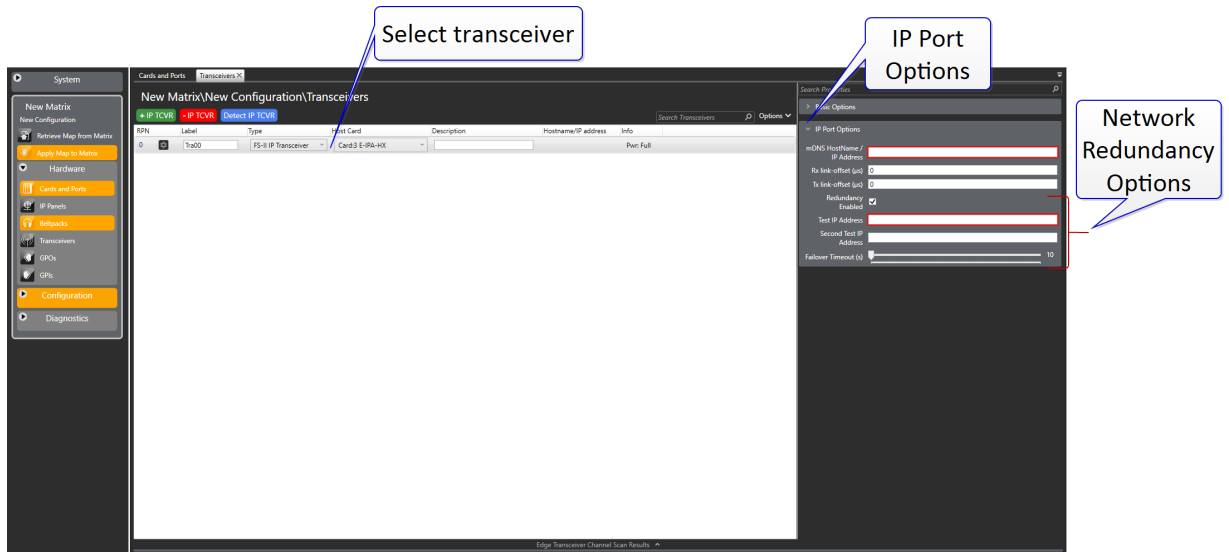 Select transceiver
IP Port
Options
Network
Redundancy
Options
System
New Matrix
New Configuration
Retrieve Map from Matrix
Apply Map to Matrix
Hardware
Cards and Ports
IP Panels
Beltpacks
Transceivers
GPOs
GPIs
Configuration
Diagnostics
Cards and Ports
Transceivers
New Matrix\New Configuration\Transceivers
+ IP TCVR
- IP TCVR
Detect IP TCVR
Search Transceivers
Options
RPN Label Type Host Card Description Hostname/IP address Info
0 Tra00 FS-II IP Transceiver Card:3 E-IPA-HX Pwr: Full
Edge Transceiver Channel Scan Results
Search Properties
Basic Options
IP Port Options
mDNS HostName /
IP Address
Rx link-offset (µs) 0
Tx link-offset (µs) 0
Redundancy
Enabled
Test IP Address
Second Test IP
Address
Failover Timeout (s) 10